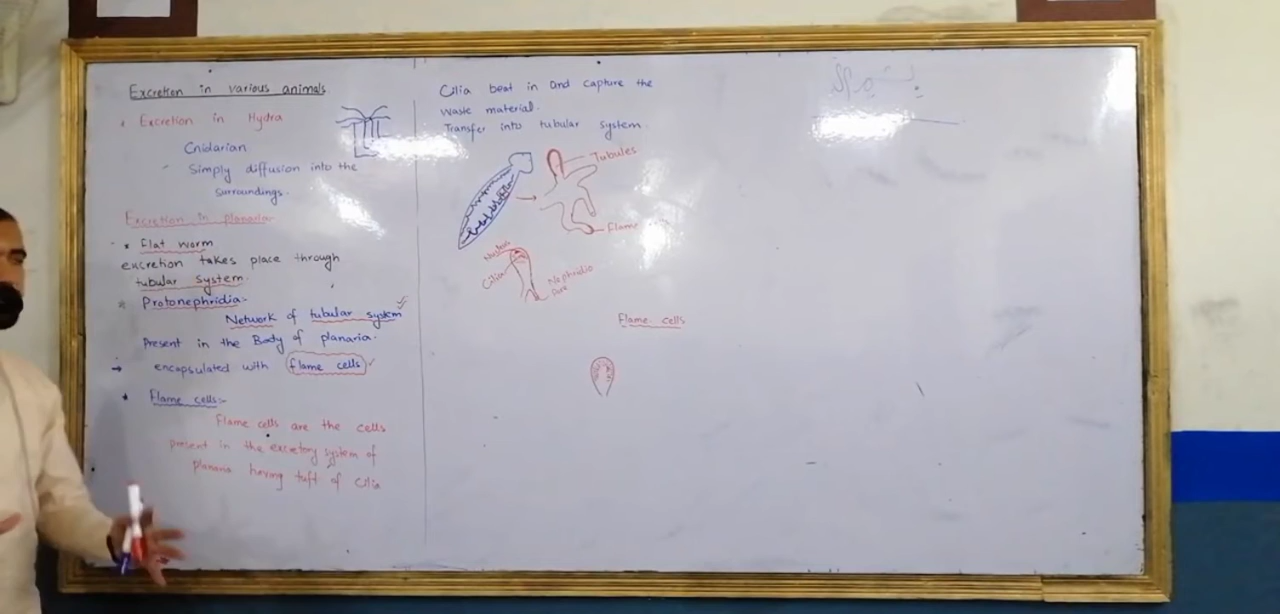 Excretion in various animals
Excretion in Hydra
Cnidarian
Simply diffusion into the
surroundings.
Excretion in planaria
* flat worm
excretion takes place through
tubular system.
* Protonephridia:-
Network of tubular system
Present in the Body of planaria.
→ encapsulated with flame cells
* Flame cells:-
Flame cells are the cells
present in the excretory system of
planaria having tuft of cilia
Cilia beat in and capture the
waste material.
Transfer into tubular system.
Tubules
Flame
Nucleus
Cilia
Nephridio
Pore
Flame cells